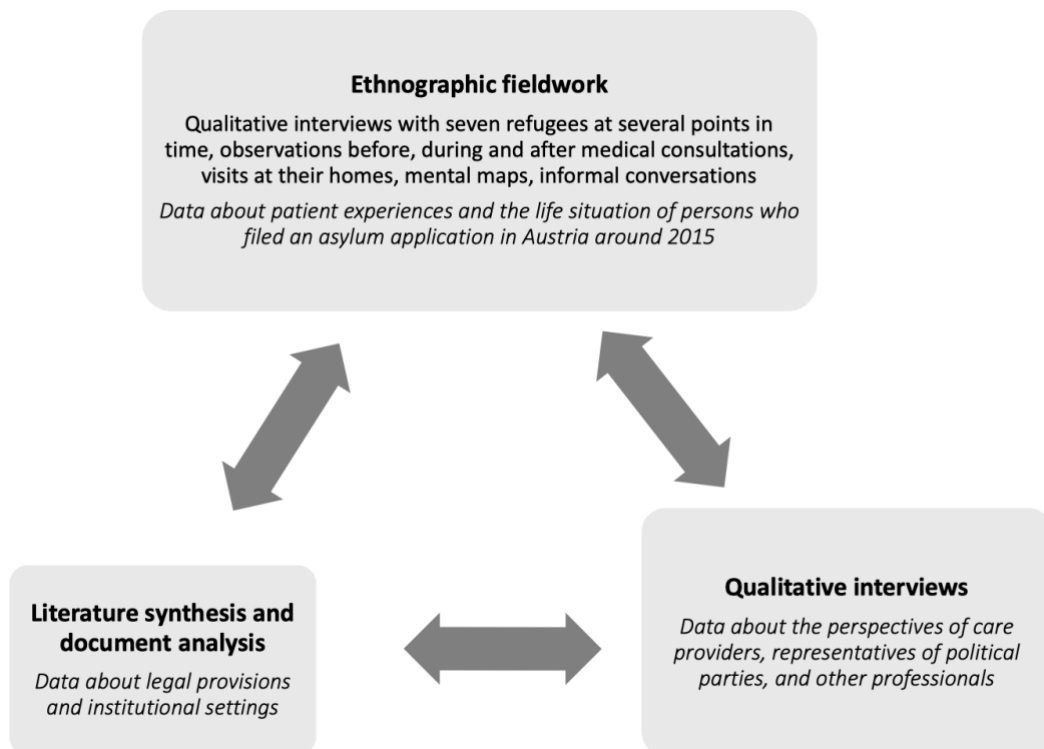 Ethnographic fieldwork
Qualitative interviews with seven refugees at several points in
time, observations before, during and after medical consultations,
visits at their homes, mental maps, informal conversations
Data about patient experiences and the life situation of persons who
filed an asylum application in Austria around 2015
Literature synthesis and
document analysis
Data about legal provisions
and institutional settings
Qualitative interviews
Data about the perspectives of care
providers, representatives of political
parties, and other professionals